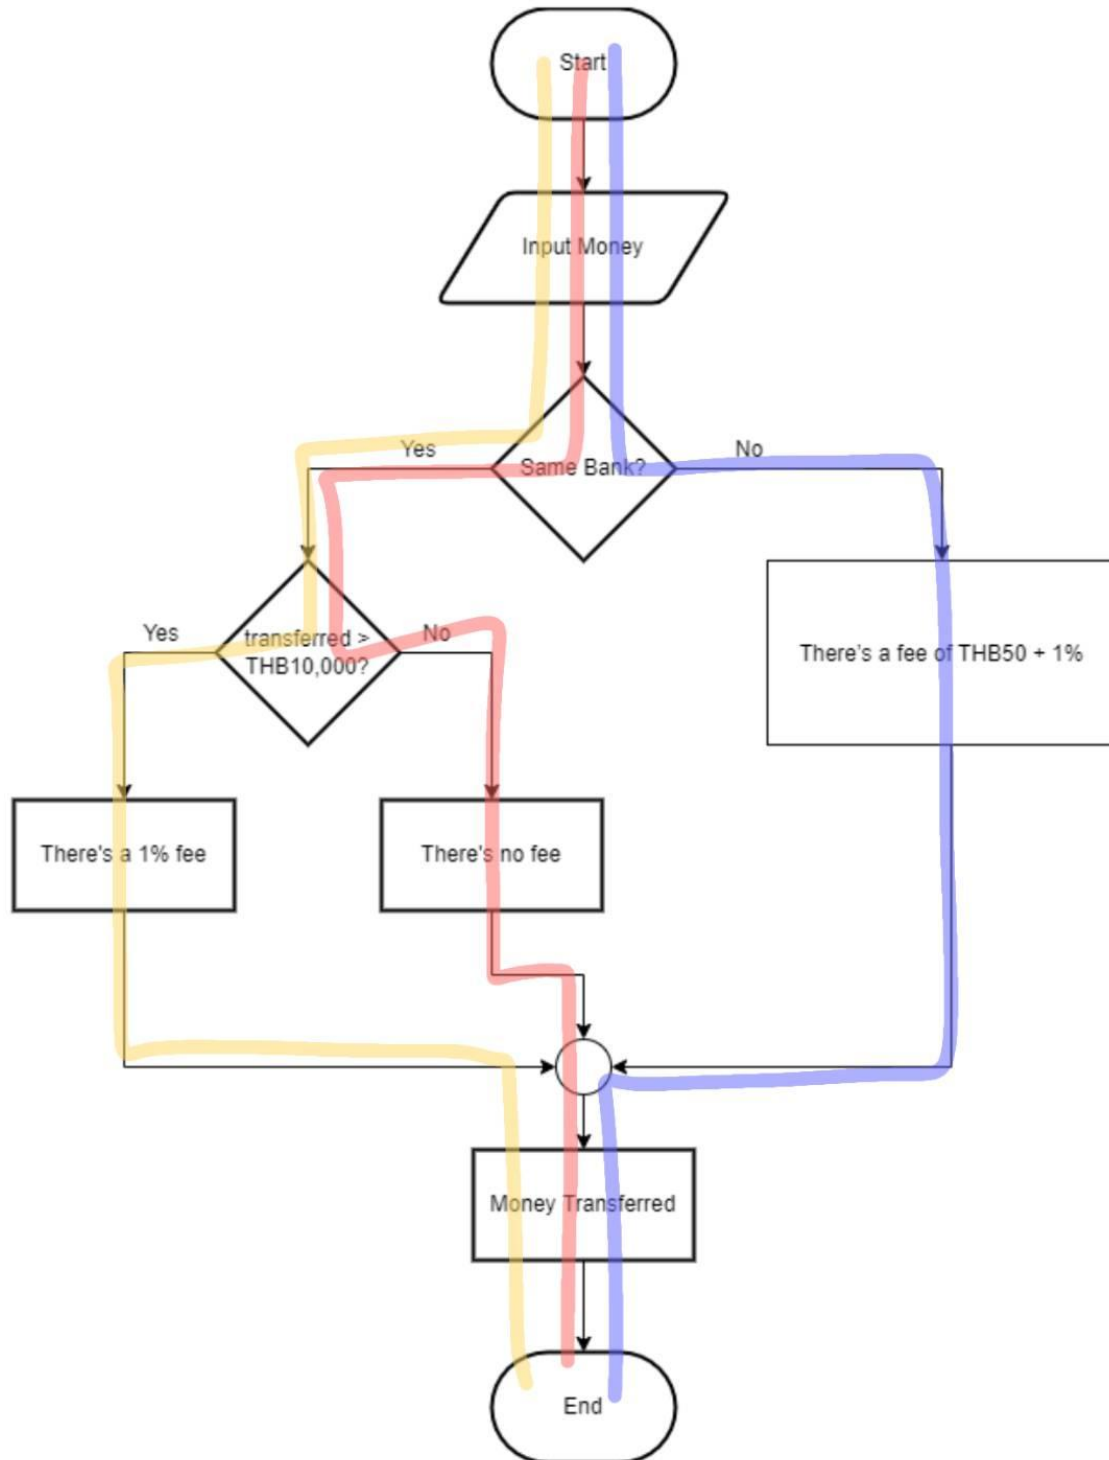 Start
Input Money
Yes
Same Bank?
No
Yes
transferred >
THB10,000?
No
There's a fee of THB50 + 1%
There's a 1% fee
There's no fee
Money Transferred
End